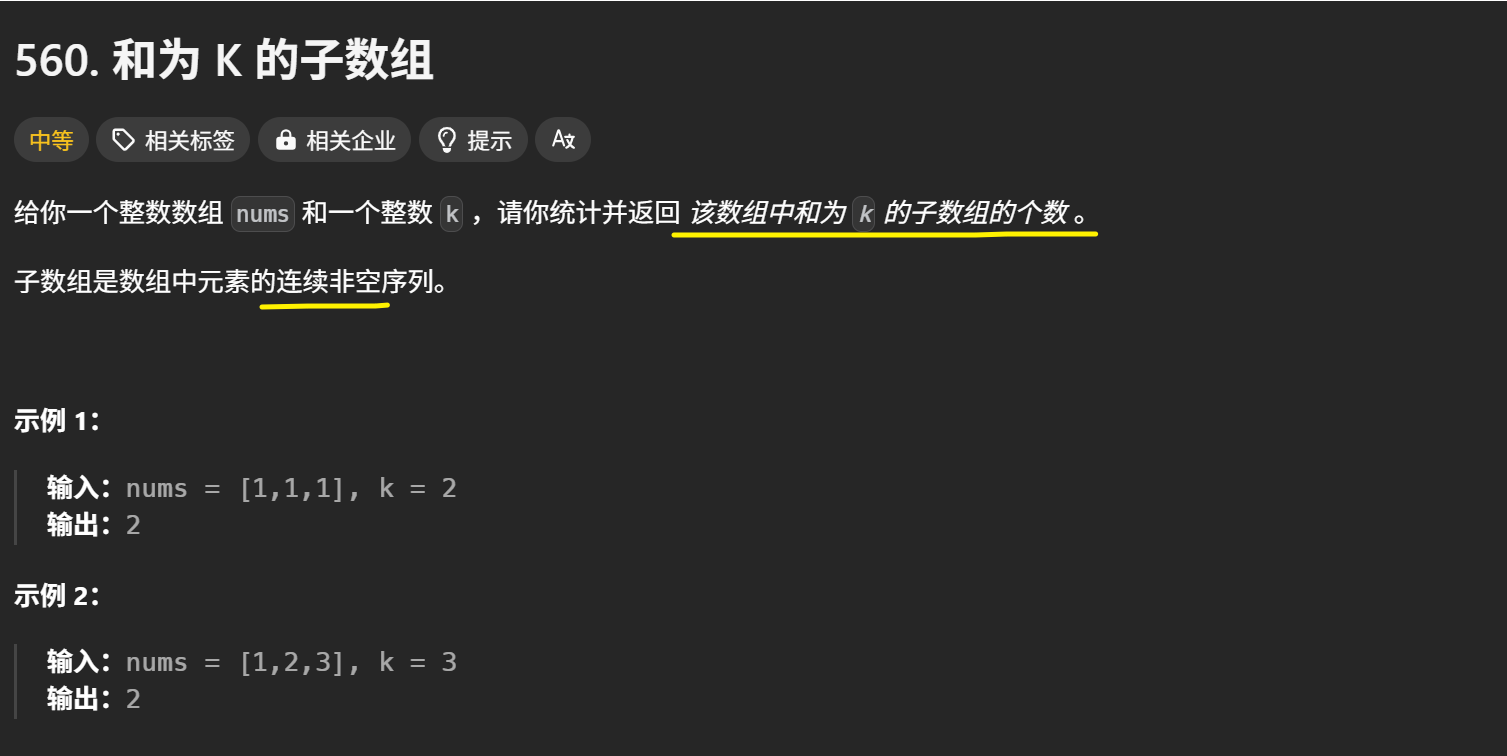 560. 和为 K 的子数组
中等 相关标签 相关企业 提示 A文
给你一个整数数组 nums 和一个整数 k ，请你统计并返回 该数组中和为 k 的子数组的个数 。
子数组是数组中元素的连续非空序列。
示例 1：
输入：nums = [1,1,1], k = 2
输出：2
示例 2：
输入：nums = [1,2,3], k = 3
输出：2